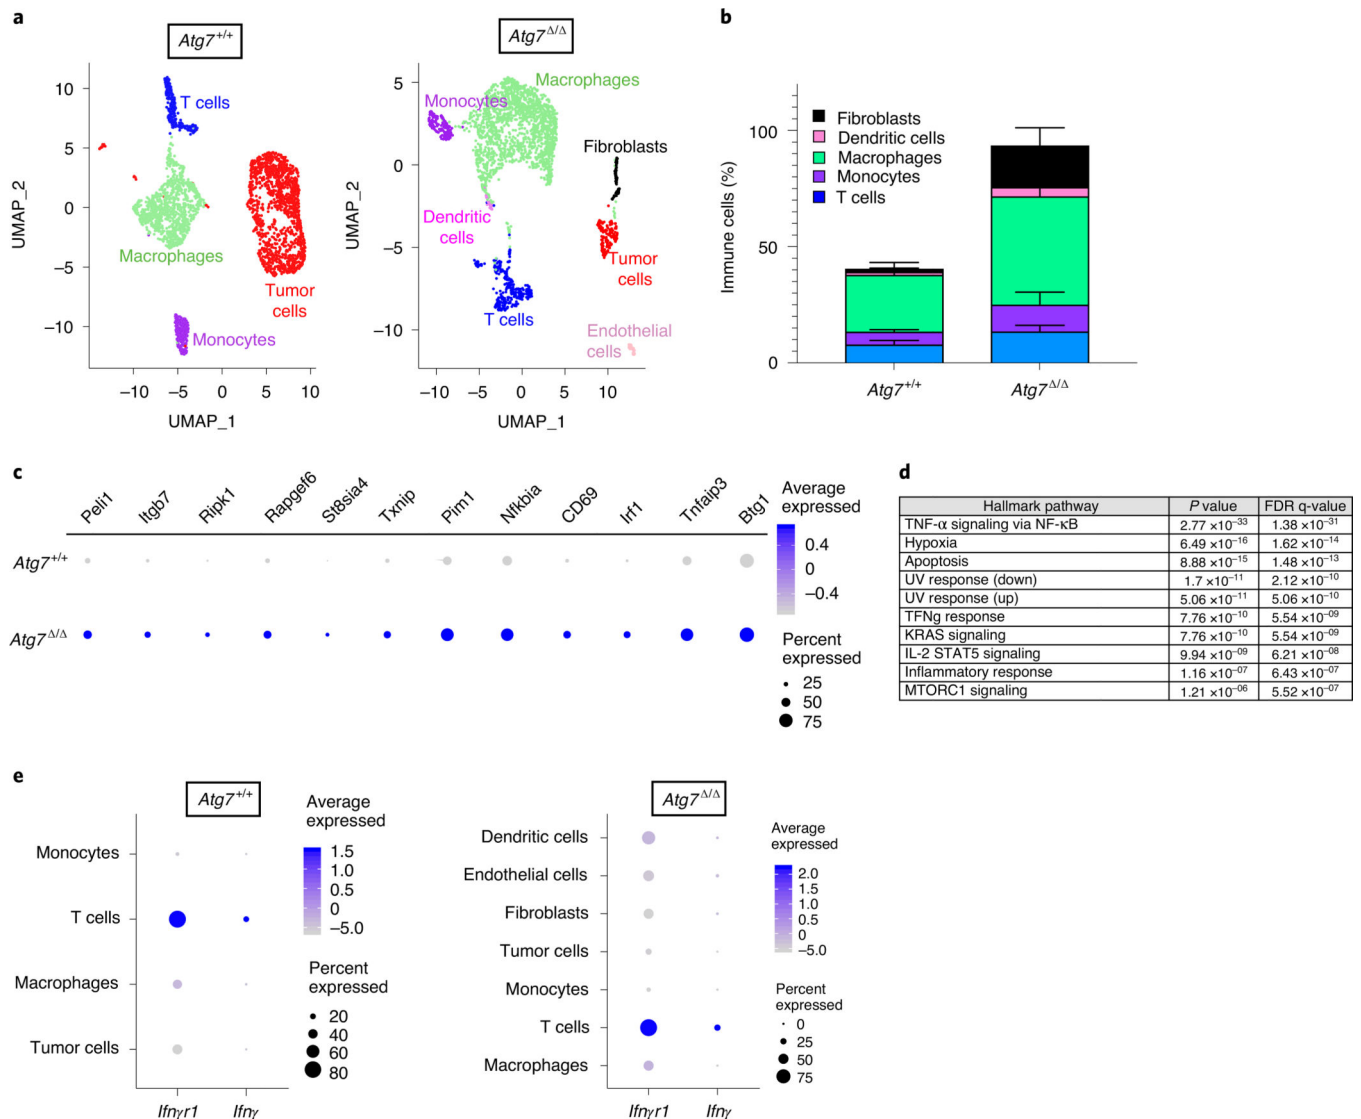 a
Atg7+/+
T cells
Macrophages
Tumor
cells
Monocytes
UMAP_2
10
5
0
−5
−10
−10
−5
0
5
10
UMAP_1
Atg7Δ/Δ
Macrophages
Monocytes
Fibroblasts
Dendritic
cells
Tumor
cells
T cells
Endothelial
cells
UMAP_2
5
0
−5
−10
−10
−5
0
5
10
UMAP_1
b
Fibroblasts
Dendritic cells
Macrophages
Monocytes
T cells
Immune cells (%)
100
50
0
Atg7+/+
Atg7Δ/Δ
c
Peli1 Itgb7 Ripk1 Rapgef6 St8sia4 Txnip Pim1 Nfkbia CD69 Irf1 Tnfaip3 Btg1
Atg7+/+
Atg7Δ/Δ
Average
expressed
0.4
0
−0.4
Percent
expressed
25
50
75
d
Hallmark pathway P value FDR q-value
TNF-α signaling via NF-κB 2.77 ×10−33 1.38 ×10−31
Hypoxia 6.49 ×10−16 1.62 ×10−14
Apoptosis 8.88 ×10−15 1.48 ×10−13
UV response (down) 1.7 ×10−11 2.12 ×10−10
UV response (up) 5.06 ×10−11 5.06 ×10−10
TFNg response 7.76 ×10−10 5.54 ×10−09
KRAS signaling 7.76 ×10−10 5.54 ×10−09
IL-2 STAT5 signaling 9.94 ×10−09 6.21 ×10−08
Inflammatory response 1.16 ×10−07 6.43 ×10−07
MTORC1 signaling 1.21 ×10−06 5.52 ×10−07
e
Atg7+/+
Monocytes
T cells
Macrophages
Tumor cells
Ifnγr1 Ifnγ
Average
expressed
1.5
1.0
0.5
0
−5.0
Percent
expressed
20
40
60
80
Atg7Δ/Δ
Dendritic cells
Endothelial cells
Fibroblasts
Tumor cells
Monocytes
T cells
Macrophages
Ifnγr1 Ifnγ
Average
expressed
2.0
1.0
1.5
0
−5.0
Percent
expressed
0
25
50
75